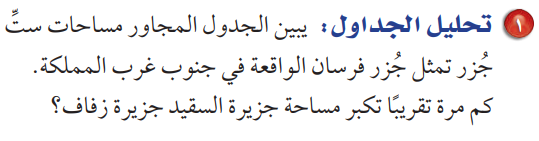 ١ تحليل الجداول: يبين الجدول المجاور مساحات ستِّ
جُزر تمثل جُزر فرسان الواقعة في جنوب غرب المملكة.
كم مرة تقريبًا تكبر مساحة جزيرة السقيد جزيرة زفاف؟